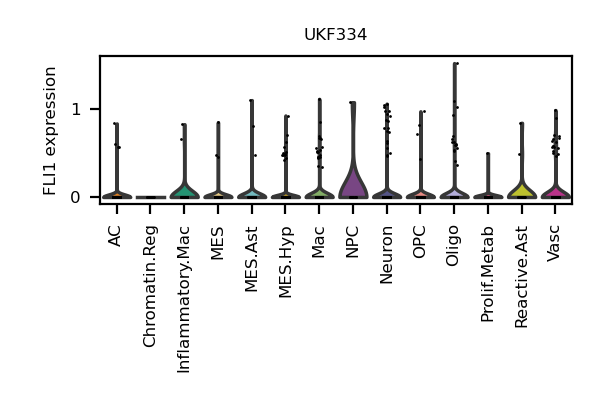 UKF334
FLI1 expression
1
0
AC
Chromatin.Reg
Inflammatory.Mac
MES
MES.Ast
MES.Hyp
Mac
NPC
Neuron
OPC
Oligo
Prolif.Metab
Reactive.Ast
Vasc